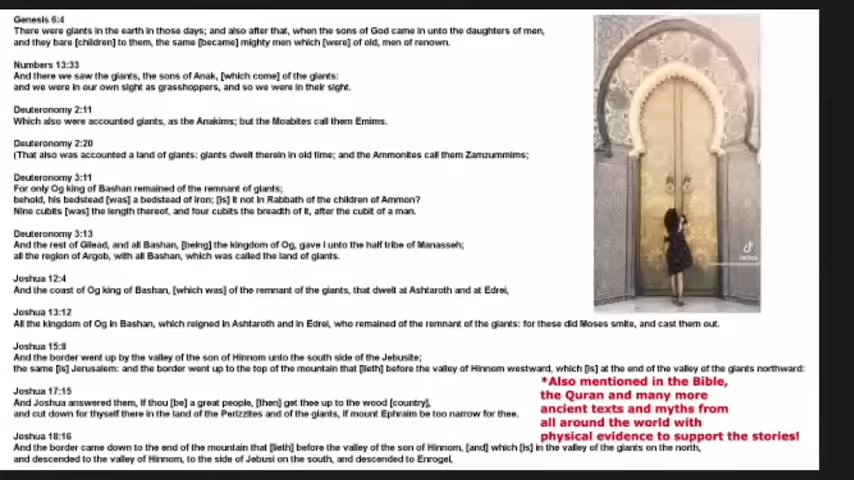 Genesis 6:4
There were giants in the earth in those days; and also after that, when the sons of God came in unto the daughters of men,
and they bare [children] to them, the same [became] mighty men which [were] of old, men of renown.
Numbers 13:33
And there we saw the giants, the sons of Anak, [which come] of the giants:
and we were in our own sight as grasshoppers, and so we were in their sight.
Deuteronomy 2:11
Which also were accounted giants, as the Anakims; but the Moabites call them Emims.
Deuteronomy 2:20
(That also was accounted a land of giants: giants dwelt therein in old time; and the Ammonites call them Zamzummims;
Deuteronomy 3:11
For only Og king of Bashan remained of the remnant of giants;
behold, his bedstead [was] a bedstead of iron; [is] it not in Rabbath of the children of Ammon?
Nine cubits [was] the length thereof, and four cubits the breadth of it, after the cubit of a man.
Deuteronomy 3:13
And the rest of Gilead, and all Bashan, [being] the kingdom of Og, gave I unto the half tribe of Manasseh;
all the region of Argob, with all Bashan, which was called the land of giants.
Joshua 12:4
And the coast of Og king of Bashan, [which was] of the remnant of the giants, that dwelt at Ashtaroth and at Edrei,
Joshua 13:12
All the kingdom of Og in Bashan, which reigned in Ashtaroth and in Edrei, who remained of the remnant of the giants: for these did Moses smite, and cast them out.
Joshua 15:8
And the border went up by the valley of the son of Hinnom unto the south side of the Jebusite;
the same [is] Jerusalem: and the border went up to the top of the mountain that [lieth] before the valley of Hinnom westward, which [is] at the end of the valley of the giants northward:
Joshua 17:15
And Joshua answered them, If thou [be] a great people, [then] get thee up to the wood [country],
and cut down for thyself there in the land of the Perizzites and of the giants, if mount Ephraim be too narrow for thee.
Joshua 18:16
And the border came down to the end of the mountain that [lieth] before the valley of the son of Hinnom, [and] which [is] in the valley of the giants on the north,
and descended to the valley of Hinnom, to the side of Jebusi on the south, and descended to Enrogel,
*Also mentioned in the Bible,
the Quran and many more
ancient texts and myths from
all around the world with
physical evidence to support the stories!